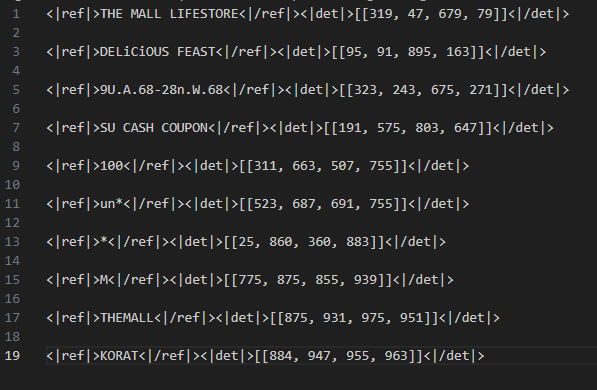 1 <|ref|>THE MALL LIFESTORE<|/ref|><|det|>[[319, 47, 679, 79]]<|/det|>
2
3 <|ref|>DELiCiOUS FEAST<|/ref|><|det|>[[95, 91, 895, 163]]<|/det|>
4
5 <|ref|>9U.A.68-28n.W.68<|/ref|><|det|>[[323, 243, 675, 271]]<|/det|>
6
7 <|ref|>SU CASH COUPON<|/ref|><|det|>[[191, 575, 803, 647]]<|/det|>
8
9 <|ref|>100<|/ref|><|det|>[[311, 663, 507, 755]]<|/det|>
10
11 <|ref|>un*<|/ref|><|det|>[[523, 687, 691, 755]]<|/det|>
12
13 <|ref|>*<|/ref|><|det|>[[25, 860, 360, 883]]<|/det|>
14
15 <|ref|>M<|/ref|><|det|>[[775, 875, 855, 939]]<|/det|>
16
17 <|ref|>THEMALL<|/ref|><|det|>[[875, 931, 975, 951]]<|/det|>
18
19 <|ref|>KORAT<|/ref|><|det|>[[884, 947, 955, 963]]<|/det|>